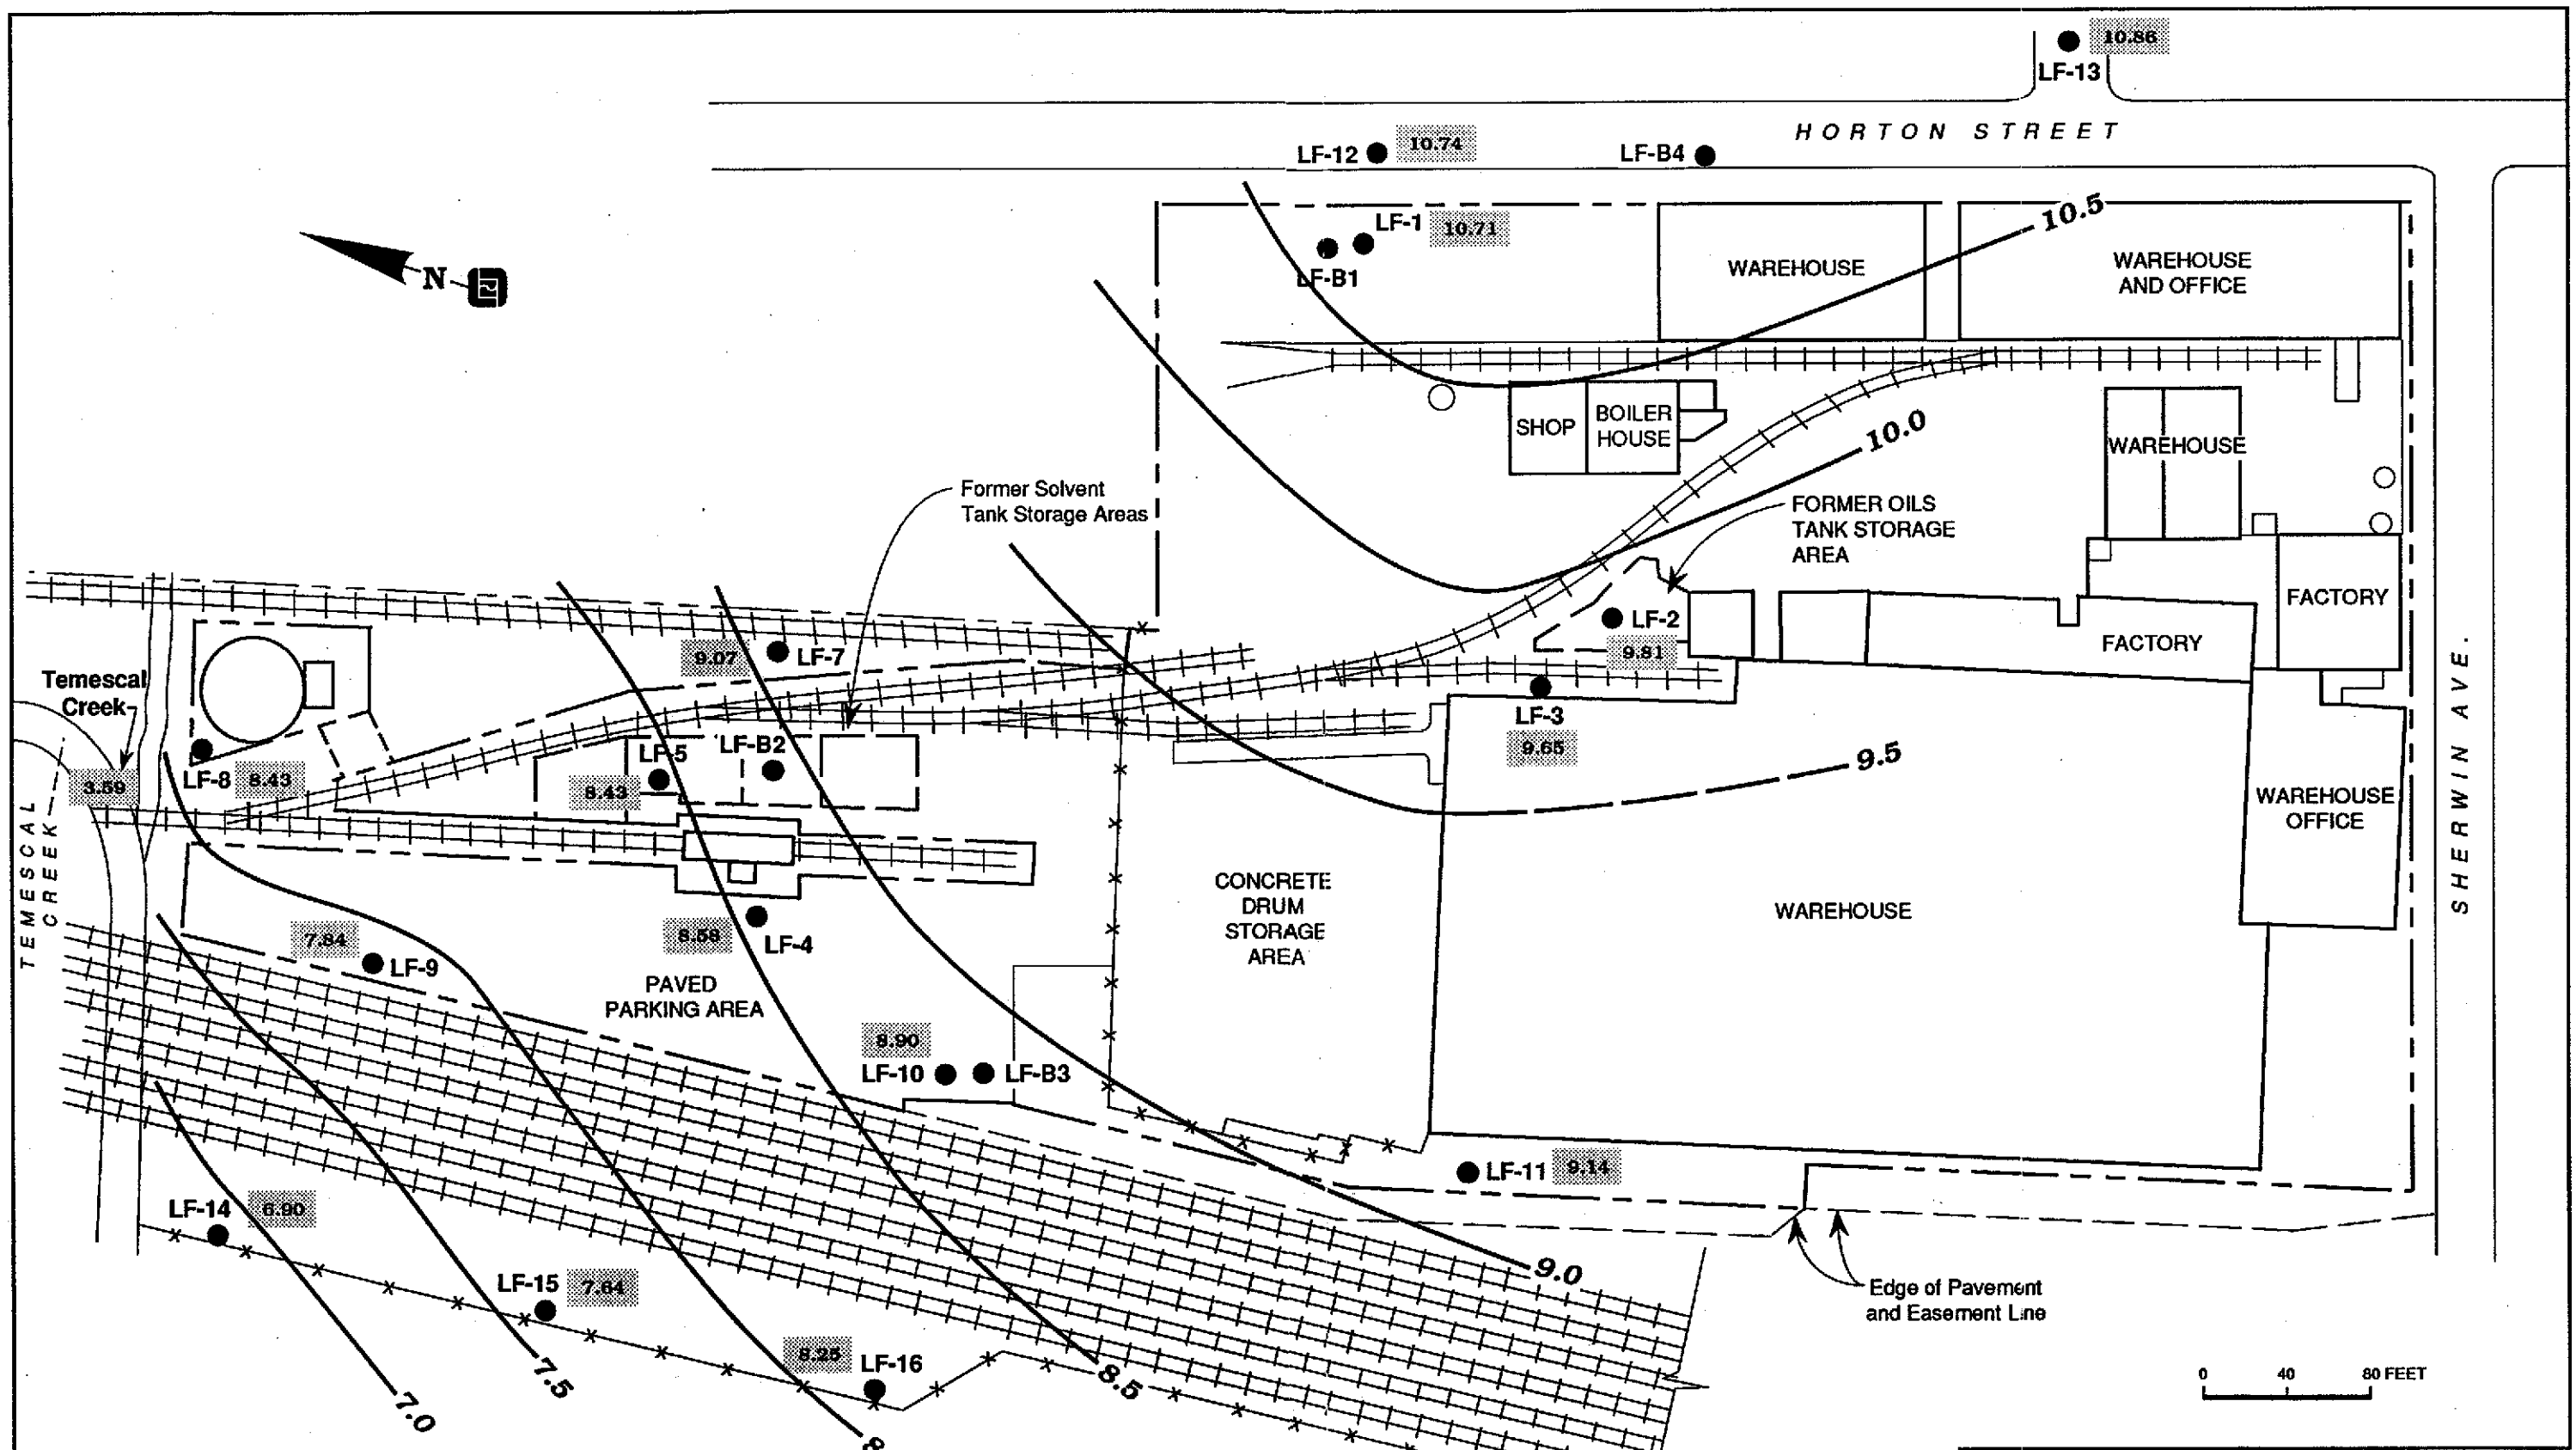 10.86
LF-13
HORTON STREET
LF-12
10.74
LF-B4
LF-1
10.71
LF-B1
10.5
WAREHOUSE
WAREHOUSE
AND OFFICE
N
SHOP
BOILER
HOUSE
10.0
WAREHOUSE
Former Solvent
Tank Storage Areas
FORMER OILS
TANK STORAGE
AREA
LF-2
9.81
FACTORY
FACTORY
9.07
LF-7
Temescal
Creek
LF-3
9.65
9.5
LF-5
LF-B2
LF-8
8.43
8.43
3.59
TEMESCAL
CREEK
WAREHOUSE
OFFICE
SHERWIN AVE.
CONCRETE
DRUM
STORAGE
AREA
WAREHOUSE
7.84
LF-9
8.58
LF-4
PAVED
PARKING AREA
8.90
LF-10
LF-B3
LF-11
9.14
LF-14
6.90
LF-15
7.64
9.0
Edge of Pavement
and Easement Line
8.25
LF-16
8.5
7.5
7.0
0 40 80 FEET